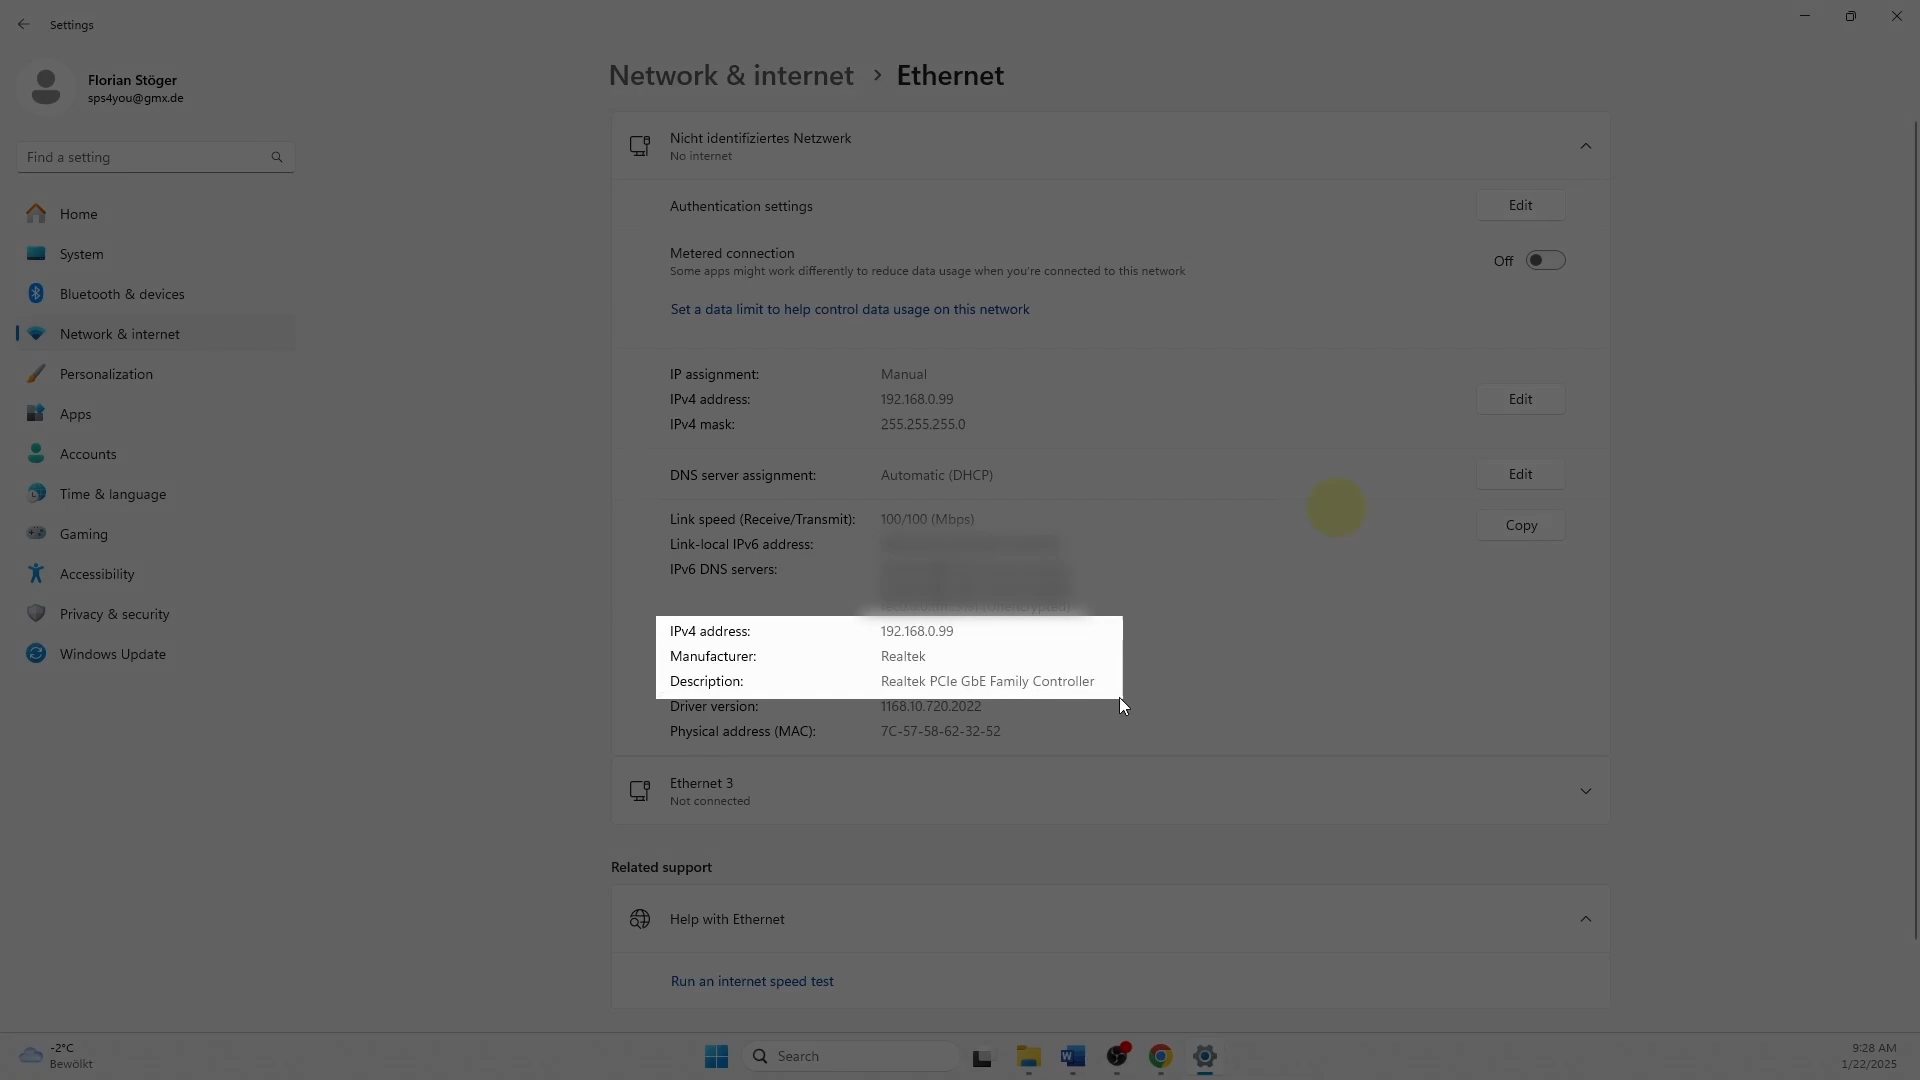 Settings
Florian Stöger
sps4you@gmx.de
Find a setting
Home
System
Bluetooth & devices
Network & internet
Personalization
Apps
Accounts
Time & language
Gaming
Accessibility
Privacy & security
Windows Update
Network & internet > Ethernet
Nicht identifiziertes Netzwerk
No internet
Authentication settings Edit
Metered connection
Some apps might work differently to reduce data usage when you're connected to this network
Off
Set a data limit to help control data usage on this network
IP assignment: Manual
IPv4 address: 192.168.0.99 Edit
IPv4 mask: 255.255.255.0
DNS server assignment: Automatic (DHCP) Edit
Link speed (Receive/Transmit): 100/100 (Mbps) Copy
Link-local IPv6 address:
IPv6 DNS servers:
(Unencrypted)
IPv4 address: 192.168.0.99
Manufacturer: Realtek
Description: Realtek PCIe GbE Family Controller
Driver version: 1168.10.720.2022
Physical address (MAC): 7C-57-58-62-32-52
Ethernet 3
Not connected
Related support
Help with Ethernet
Run an internet speed test
-2°C
Bewölkt
Search
9:28 AM
1/22/2025